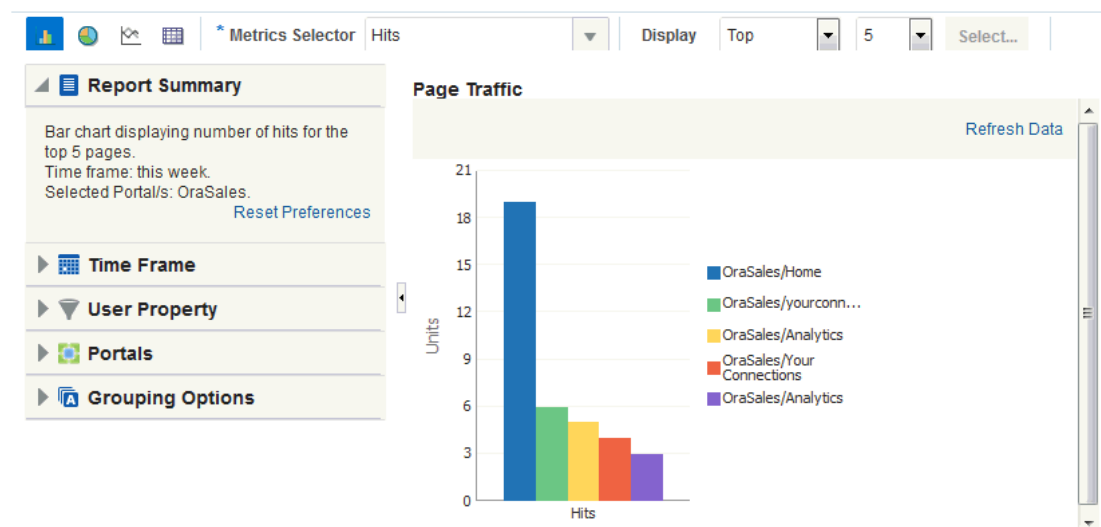 * Metrics Selector Hits Display Top 5 Select...
Report Summary
Bar chart displaying number of hits for the
top 5 pages.
Time frame: this week.
Selected Portal/s: OraSales.
Reset Preferences
Time Frame
User Property
Portals
A Grouping Options
Page Traffic
Refresh Data
21
18
15
12
9
6
3
0
Units
Hits
OraSales/Home
OraSales/yourconn...
OraSales/Analytics
OraSales/Your
Connections
OraSales/Analytics